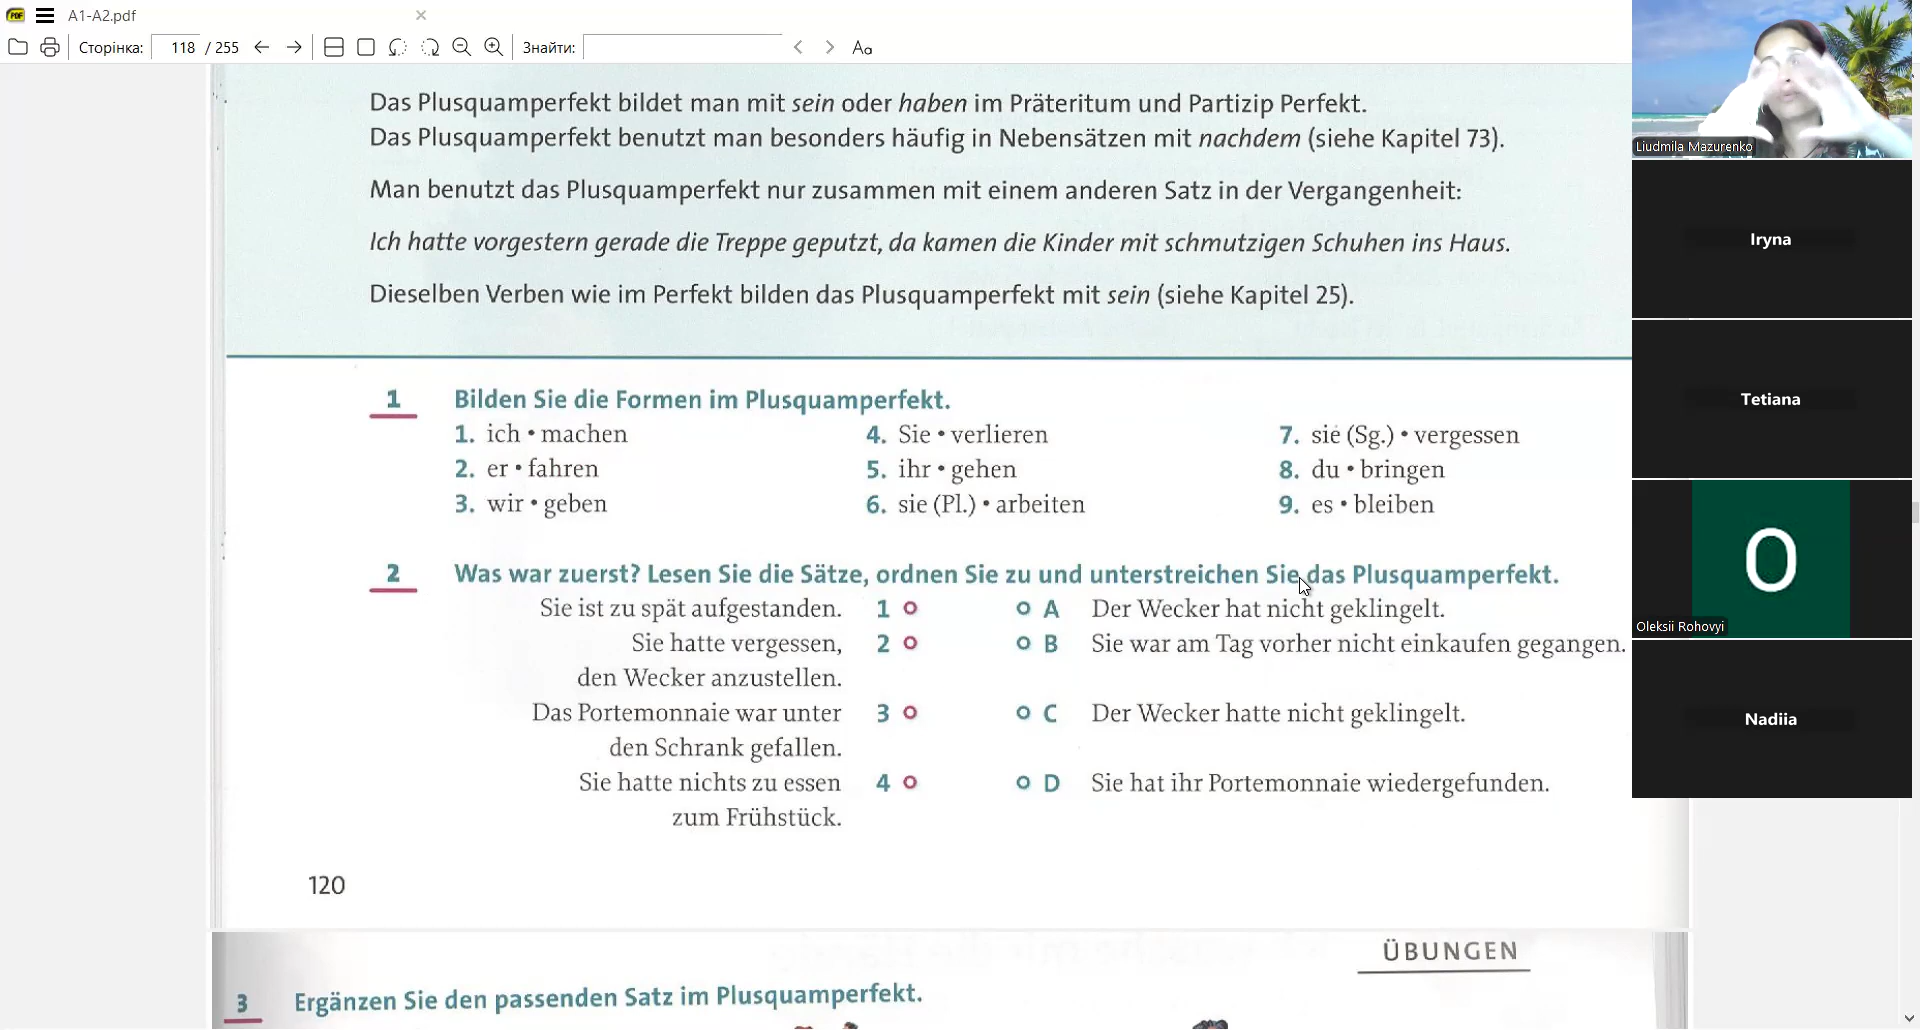 A1-A2.pdf
Сторінка: 118 / 255
Знайти:
Aa
Das Plusquamperfekt bildet man mit sein oder haben im Präteritum und Partizip Perfekt.
Das Plusquamperfekt benutzt man besonders häufig in Nebensätzen mit nachdem (siehe Kapitel 73).
Man benutzt das Plusquamperfekt nur zusammen mit einem anderen Satz in der Vergangenheit:
Ich hatte vorgestern gerade die Treppe geputzt, da kamen die Kinder mit schmutzigen Schuhen ins Haus.
Dieselben Verben wie im Perfekt bilden das Plusquamperfekt mit sein (siehe Kapitel 25).
1 Bilden Sie die Formen im Plusquamperfekt.
1. ich • machen
2. er • fahren
3. wir • geben
4. Sie • verlieren
5. ihr • gehen
6. sie (Pl.) • arbeiten
7. sie (Sg.) • vergessen
8. du • bringen
9. es • bleiben
2 Was war zuerst? Lesen Sie die Sätze, ordnen Sie zu und unterstreichen Sie das Plusquamperfekt.
Sie ist zu spät aufgestanden. 1
Sie hatte vergessen, 2
den Wecker anzustellen.
Das Portemonnaie war unter 3
den Schrank gefallen.
Sie hatte nichts zu essen 4
zum Frühstück.
A Der Wecker hat nicht geklingelt.
B Sie war am Tag vorher nicht einkaufen gegangen.
C Der Wecker hatte nicht geklingelt.
D Sie hat ihr Portemonnaie wiedergefunden.
120
ÜBUNGEN
3 Ergänzen Sie den passenden Satz im Plusquamperfekt.
Liudmila Mazurenko
Iryna
Tetiana
O
Oleksii Rohovyi
Nadiia